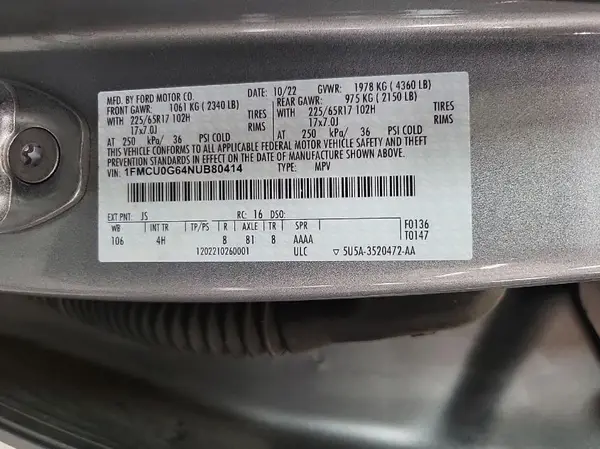 MFD. BY FORD MOTOR CO. DATE: 10/22 GVWR: 1978 KG ( 4360 LB)
FRONT GAWR: 1061 KG ( 2340 LB) REAR GAWR: 975 KG ( 2150 LB)
WITH 225/65R17 102H TIRES WITH 225/65R17 102H TIRES
17x7.0J RIMS 17x7.0J RIMS
AT 250 kPa/ 36 PSI COLD AT 250 kPa/ 36 PSI COLD
THIS VEHICLE CONFORMS TO ALL APPLICABLE FEDERAL MOTOR VEHICLE SAFETY AND THEFT
PREVENTION STANDARDS IN EFFECT ON THE DATE OF MANUFACTURE SHOWN ABOVE.
VIN: 1FMCU0G64NUB80414 TYPE: MPV
EXT PNT: JS RC: 16 DSO:
WB INT TR TP/PS R AXLE TR SPR F0136
106 4H 8 81 8 AAAA T0147
1202210260001 ULC ▽ 5U5A-3520472-AA